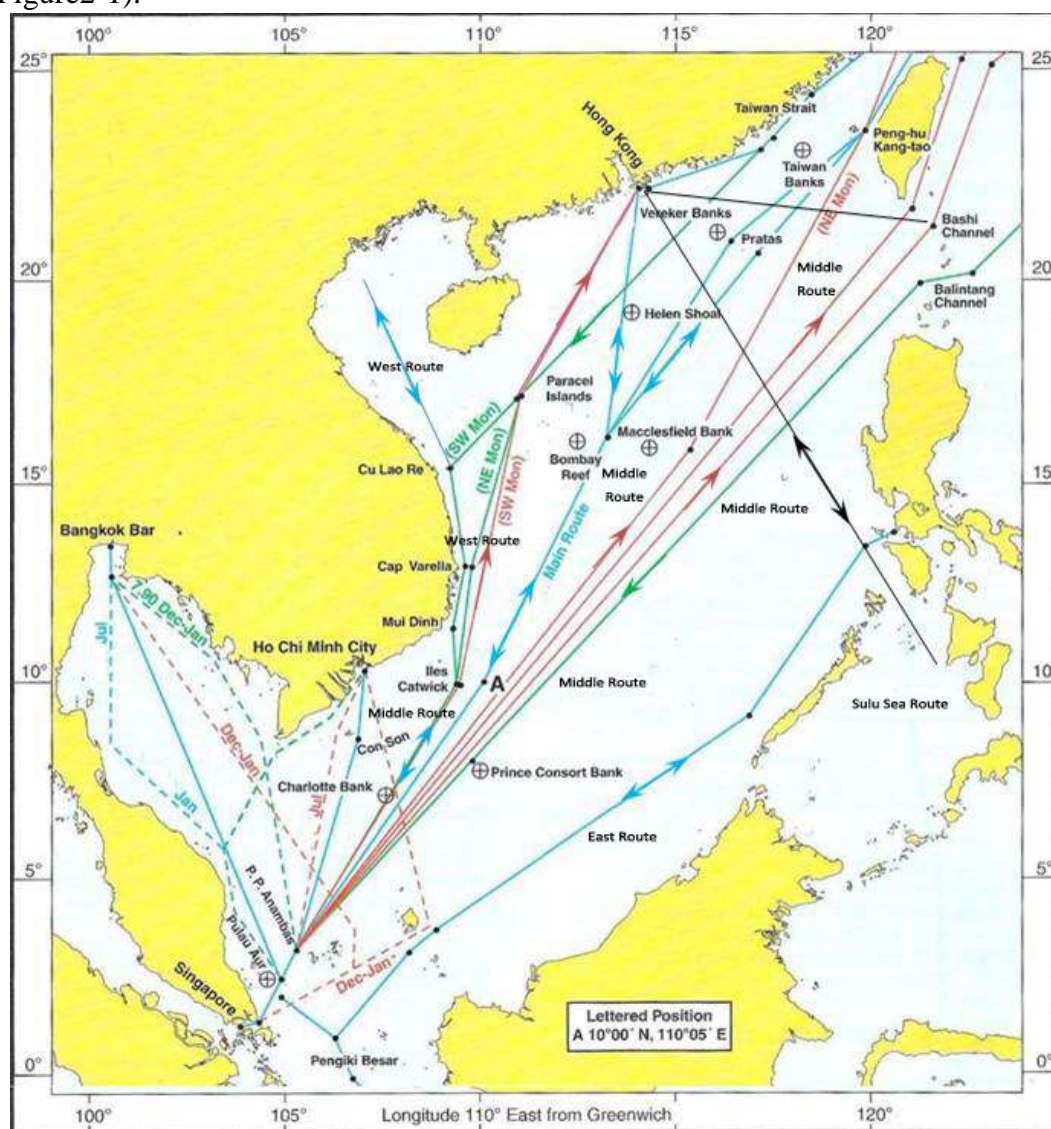 Figure2-1).
100° 105° 110° 115° 120°
25° 25°
Taiwan Strait
Hong Kong
Peng-hu
Kang-tao
Taiwan
Banks
Vereker Banks
(NE Mon)
Pratas
Bashi
Channel
20° 20°
Middle
Route
Balintang
Channel
Helen Shoal
West Route
Paracel
Islands
(SW Mon)
(NE Mon)
(SW Mon)
Macclesfield Bank
Bombay
Reef
Middle
Route
Cu Lao Re
15° 15°
Middle Route
Bangkok Bar
Main Route
West Route
Cap Varella
7.90 Dec-Jan
Jul
Mui Dinh
Ho Chi Minh City
Iles
Catwick
A
10° 10°
Middle Route
Middle Route
Sulu Sea Route
Con Son
Dec-Jan
Charlotte Bank
Prince Consort Bank
Jul
Jan
East Route
5° 5°
P. P. Anambas
Pulau Aur
Singapore
Dec-Jan
Lettered Position
A 10°00´ N, 110°05´ E
Pengiki Besar
0° 0°
100° 105° Longitude 110° East from Greenwich 120°